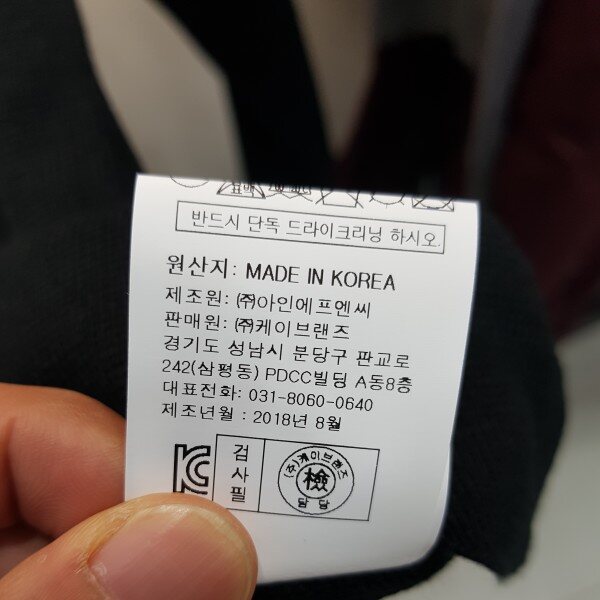 표백
반드시 단독 드라이크리닝 하시오.
원산지: MADE IN KOREA
제조원: ㈜아인에프엔씨
판매원: ㈜케이브랜즈
경기도 성남시 분당구 판교로
242(삼평동) PDCC빌딩 A동8층
대표전화: 031-8060-0640
제조년월 : 2018년 8월
검사필
(주)케이브랜즈
檢
담당